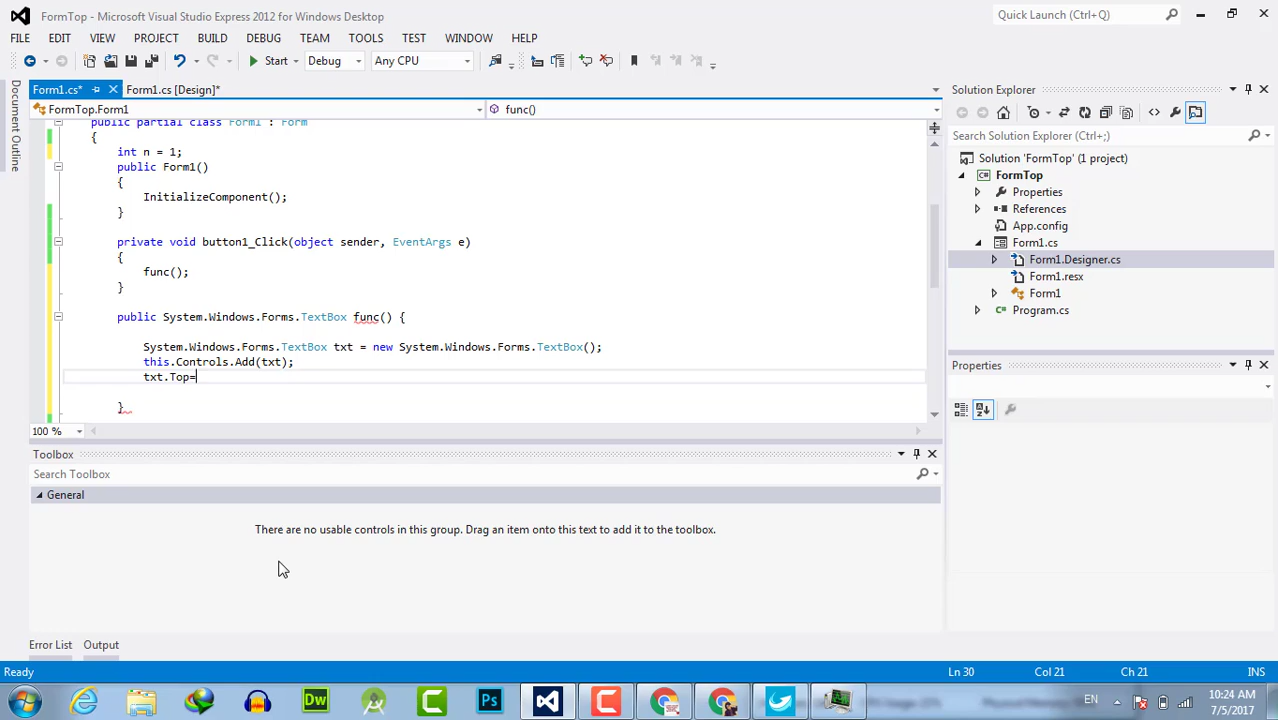 FormTop - Microsoft Visual Studio Express 2012 for Windows Desktop
Quick Launch (Ctrl+Q)
FILE EDIT VIEW PROJECT BUILD DEBUG TEAM TOOLS TEST WINDOW HELP
Start Debug Any CPU
Document Outline
Form1.cs* Form1.cs [Design]*
FormTop.Form1 func()
public partial class Form1 : Form
{
int n = 1;
public Form1()
{
InitializeComponent();
}
private void button1_Click(object sender, EventArgs e)
{
func();
}
public System.Windows.Forms.TextBox func() {
System.Windows.Forms.TextBox txt = new System.Windows.Forms.TextBox();
this.Controls.Add(txt);
txt.Top=
}
100 %
Toolbox
Search Toolbox
General
There are no usable controls in this group. Drag an item onto this text to add it to the toolbox.
Error List Output
Solution Explorer
Search Solution Explorer (Ctrl+;)
Solution 'FormTop' (1 project)
FormTop
Properties
References
App.config
Form1.cs
Form1.Designer.cs
Form1.resx
Form1
Program.cs
Properties
Ready Ln 30 Col 21 Ch 21 INS
Dw Ps EN 10:24 AM
7/5/2017